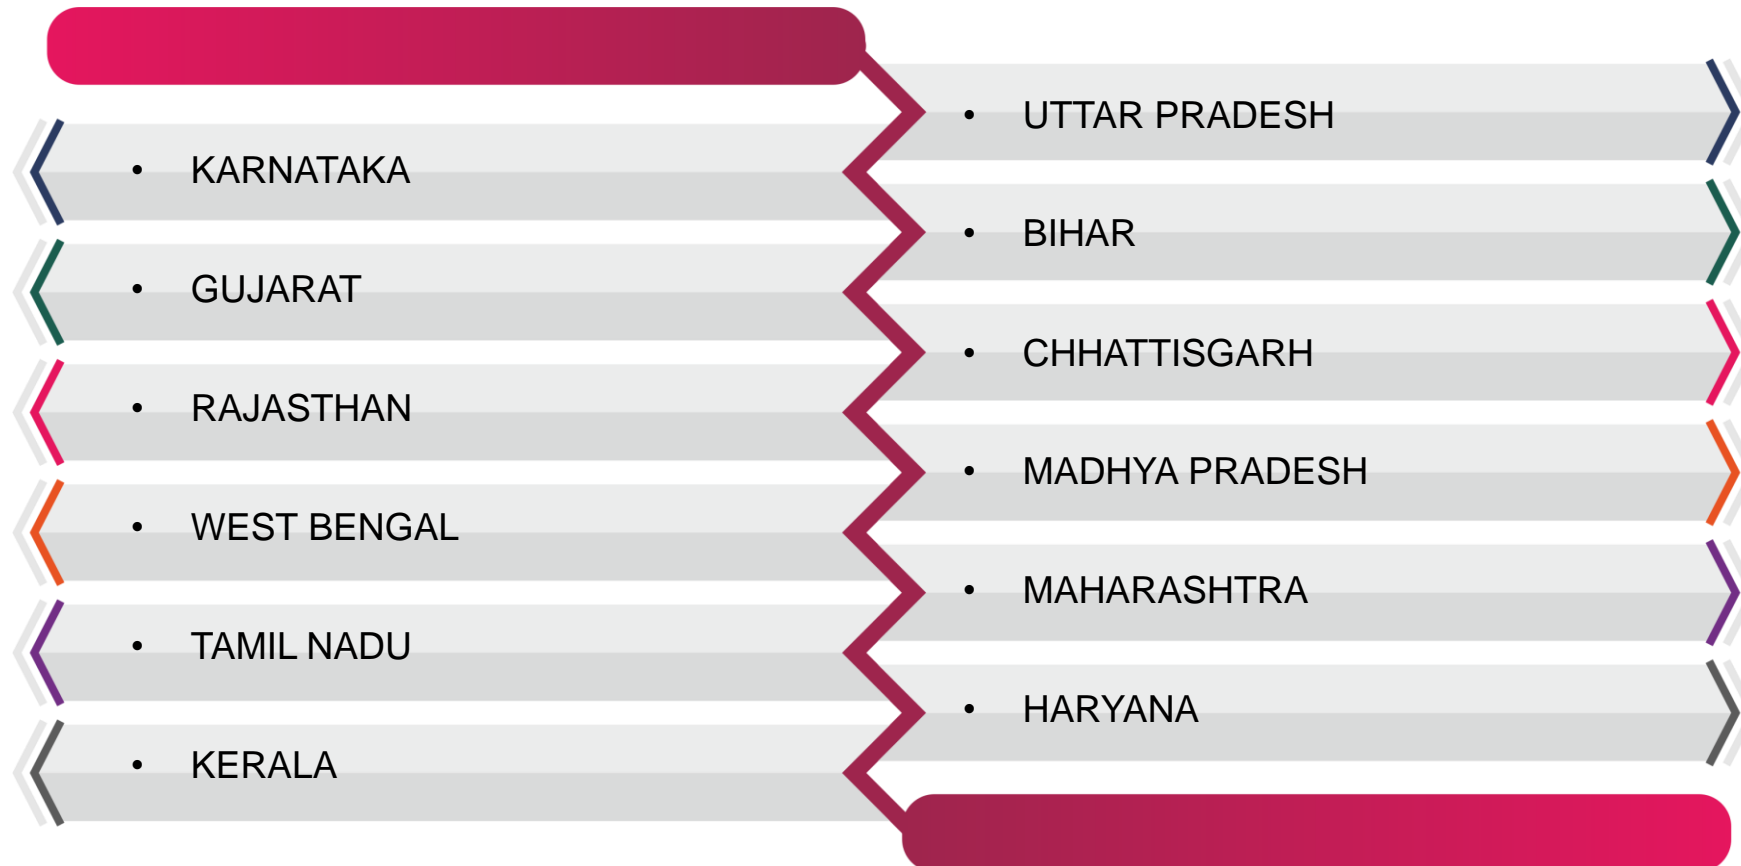 • KARNATAKA
• GUJARAT
• RAJASTHAN
• WEST BENGAL
• TAMIL NADU
• KERALA
• UTTAR PRADESH
• BIHAR
• CHHATTISGARH
• MADHYA PRADESH
• MAHARASHTRA
• HARYANA